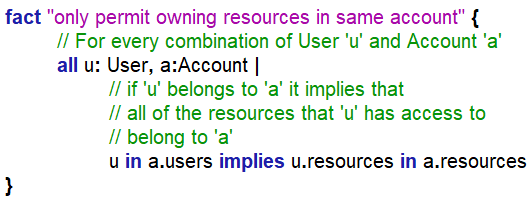 fact "only permit owning resources in same account" {
// For every combination of User 'u' and Account 'a'
all u: User, a:Account |
// if 'u' belongs to 'a' it implies that
// all of the resources that 'u' has access to
// belong to 'a'
u in a.users implies u.resources in a.resources
}